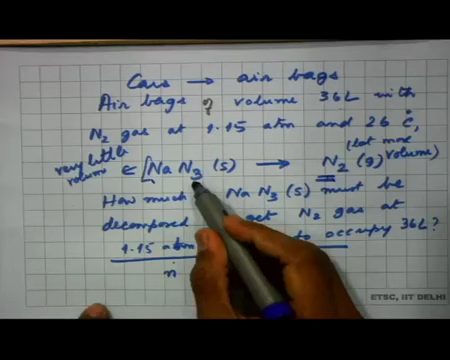 Cars → air bags
Air bags of volume 36L with
N₂ gas at 1.15 atm and 26°C,
very little volume ← [NaN₃ (s) → N₂ (g) (lot more volume)
How much NaN₃ (s) must be
decomposed get N₂ gas at
1.15 atm to occupy 36L?
n
ETSC, IIT DELHI